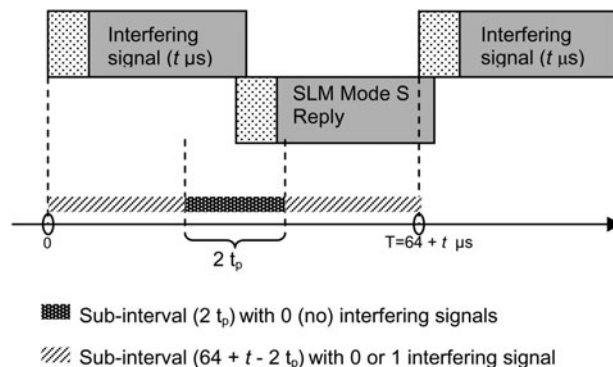 Interfering
signal (t µs)
Interfering
signal (t µs)
SLM Mode S
Reply
0
T=64 + t µs
2 tp
Sub-interval (2 tp) with 0 (no) interfering signals
Sub-interval (64 + t - 2 tp) with 0 or 1 interfering signal